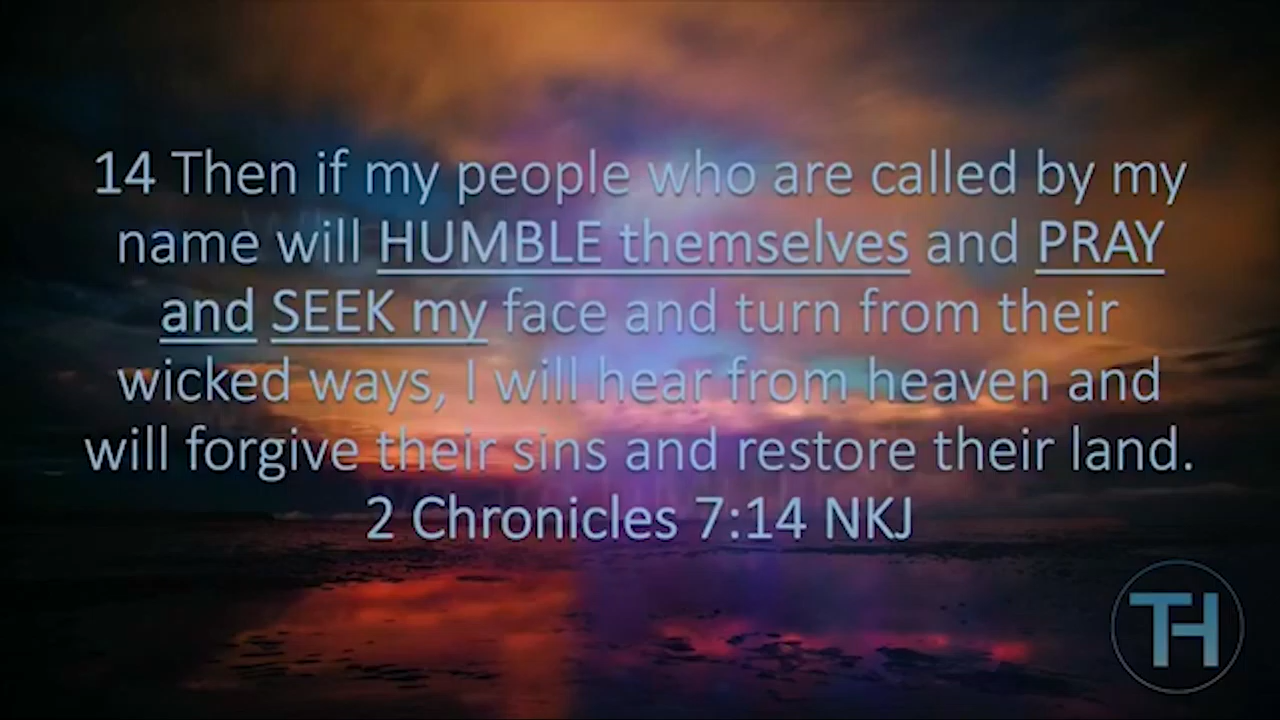 14 Then if my people who are called by my
name will HUMBLE themselves and PRAY
and SEEK my face and turn from their
wicked ways, I will hear from heaven and
will forgive their sins and restore their land.
2 Chronicles 7:14 NKJ
TH